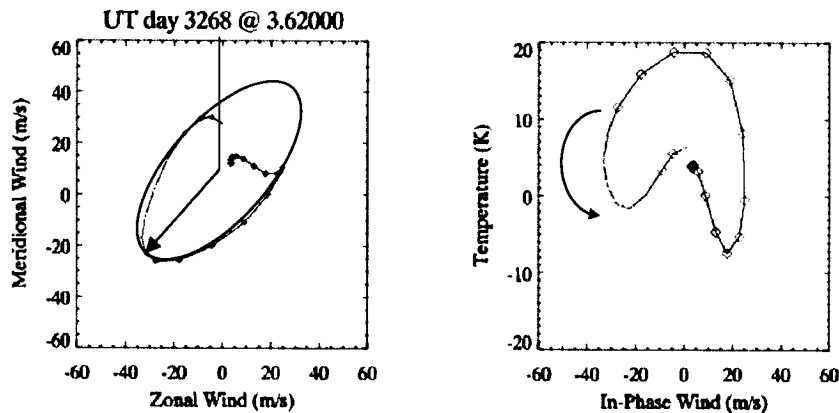 UT day 3268 @ 3.62000
60
40
20
0
-20
-40
-60
Meridional Wind (m/s)
-60 -40 -20 0 20 40 60
Zonal Wind (m/s)
20
10
0
-10
-20
Temperature (K)
-60 -40 -20 0 20 40 60
In-Phase Wind (m/s)